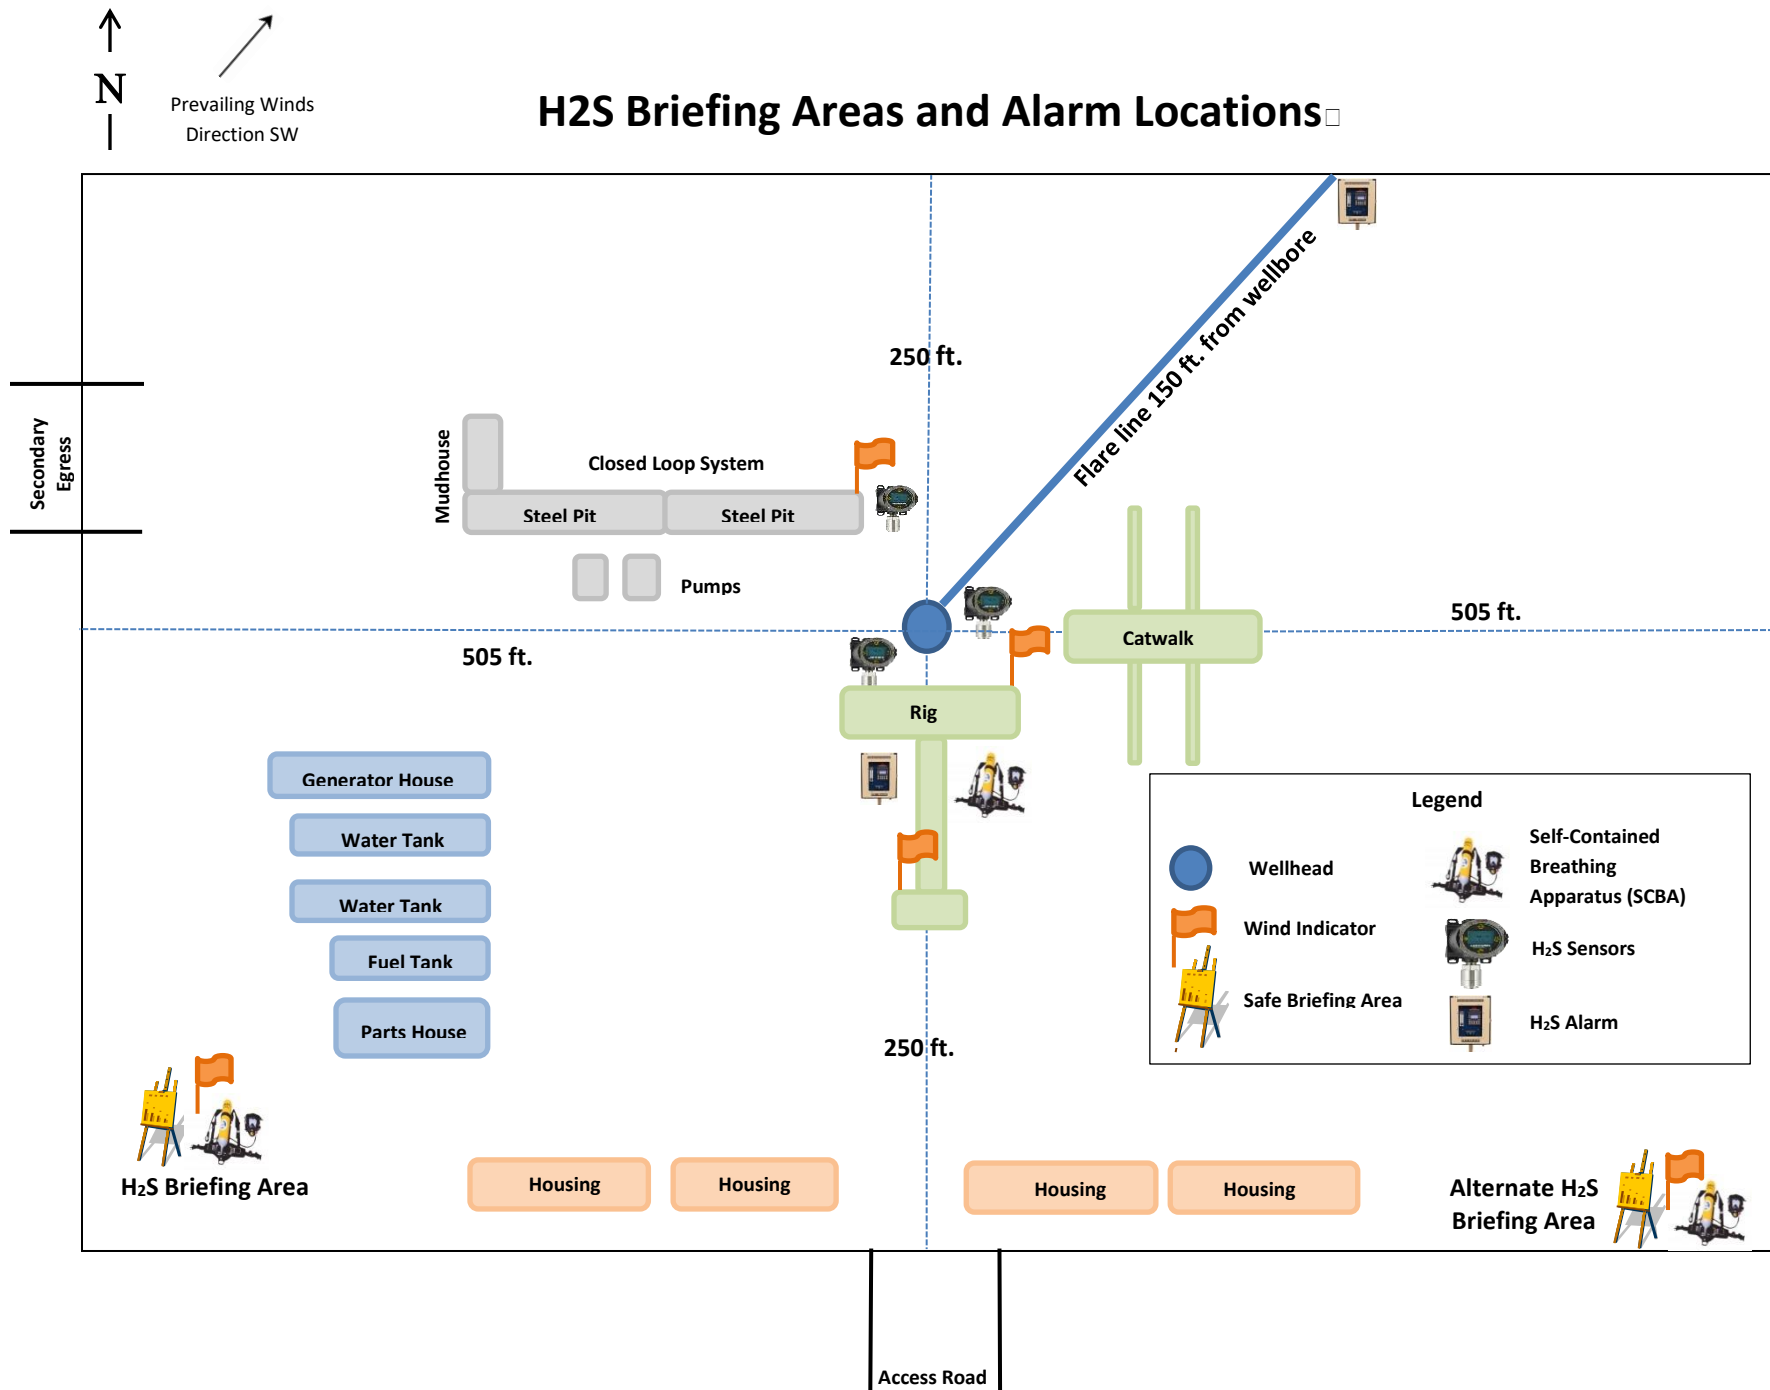 N
Prevailing Winds
Direction SW
H2S Briefing Areas and Alarm Locations□
250 ft.
Flare line 150 ft. from wellbore
Secondary
Egress
Mudhouse
Closed Loop System
Steel Pit
Steel Pit
Pumps
505 ft.
505 ft.
Catwalk
Rig
Generator House
Water Tank
Water Tank
Fuel Tank
Parts House
Legend
Wellhead
Self-Contained
Breathing
Apparatus (SCBA)
Wind Indicator
H₂S Sensors
Safe Briefing Area
H₂S Alarm
250 ft.
H₂S Briefing Area
Housing
Housing
Housing
Housing
Alternate H₂S
Briefing Area
Access Road